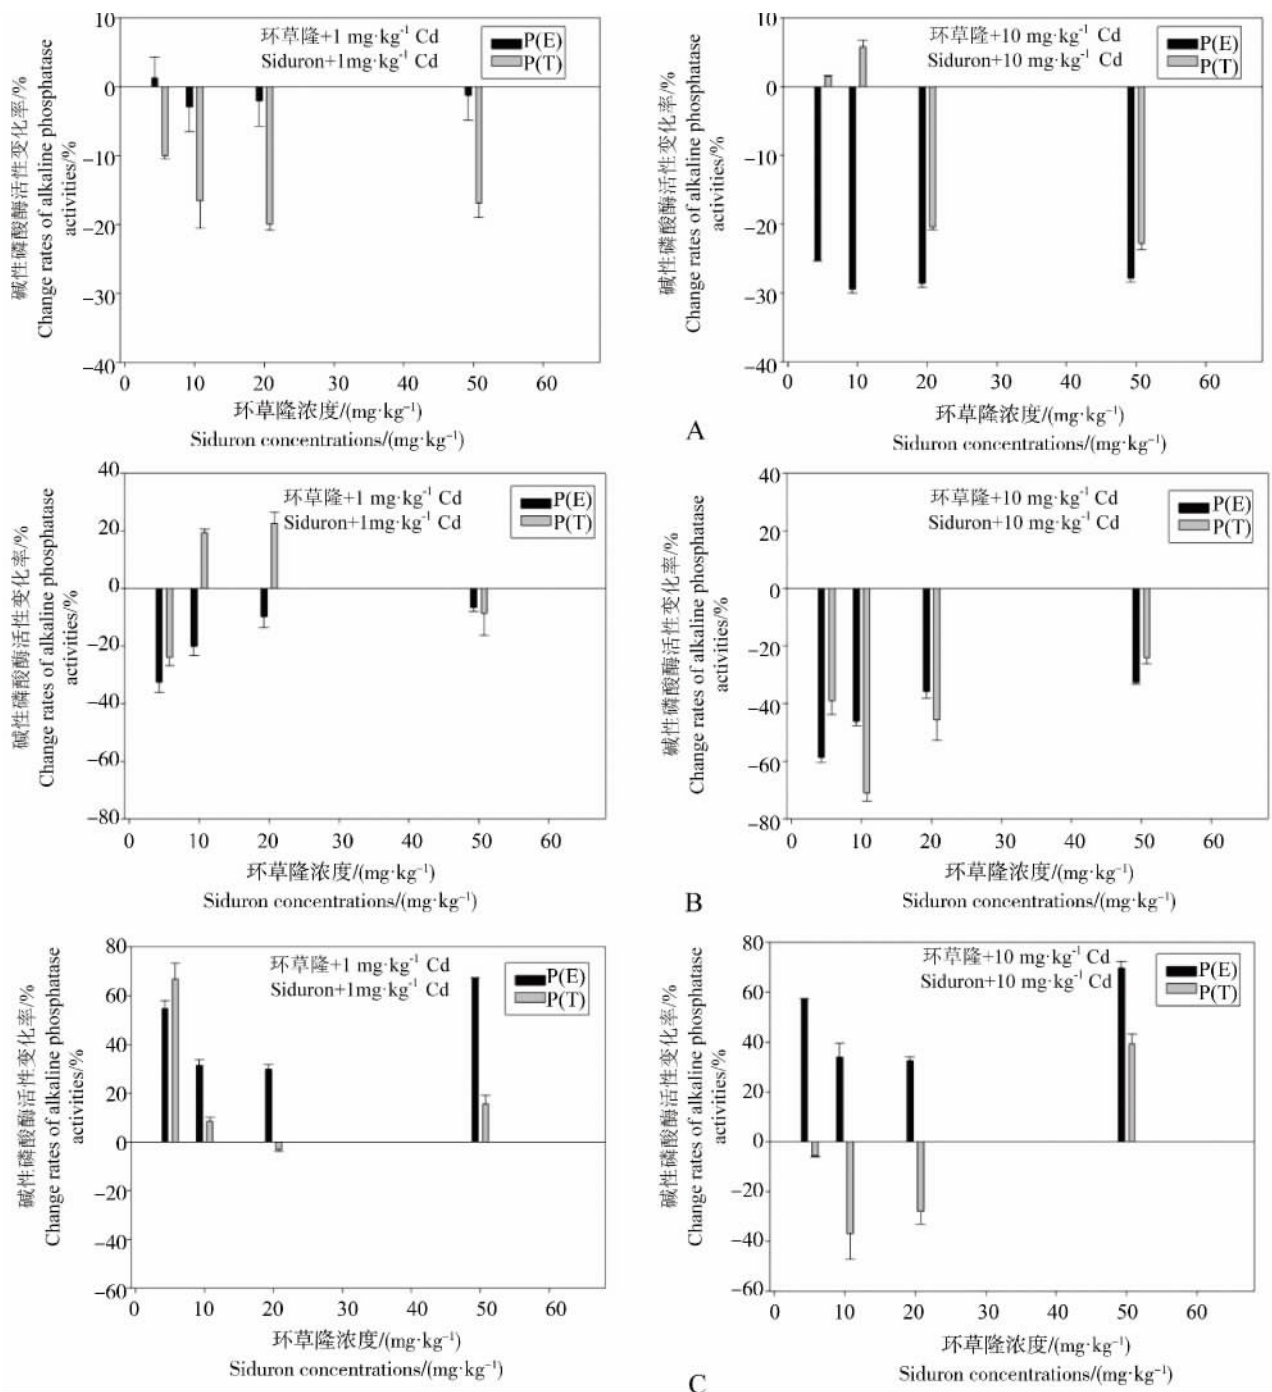 10
0
−10
−20
−30
−40
碱性磷酸酶活性变化率/%
Change rates of alkaline phosphatase
activities/%
环草隆+1 mg·kg⁻¹ Cd
Siduron+1mg·kg⁻¹ Cd
P(E)
P(T)
0 10 20 30 40 50 60
环草隆浓度/(mg·kg⁻¹)
Siduron concentrations/(mg·kg⁻¹)
10
0
−10
−20
−30
−40
碱性磷酸酶活性变化率/%
Change rates of alkaline phosphatase
activities/%
环草隆+10 mg·kg⁻¹ Cd
Siduron+10 mg·kg⁻¹ Cd
P(E)
P(T)
0 10 20 30 40 50 60
环草隆浓度/(mg·kg⁻¹)
Siduron concentrations/(mg·kg⁻¹)
A
40
20
0
−20
−40
−60
−80
碱性磷酸酶活性变化率/%
Change rates of alkaline phosphatase
activities/%
环草隆+1 mg·kg⁻¹ Cd
Siduron+1mg·kg⁻¹ Cd
P(E)
P(T)
0 10 20 30 40 50 60
环草隆浓度/(mg·kg⁻¹)
Siduron concentrations/(mg·kg⁻¹)
40
20
0
−20
−40
−60
−80
碱性磷酸酶活性变化率/%
Change rates of alkaline phosphatase
activities/%
环草隆+10 mg·kg⁻¹ Cd
Siduron+10 mg·kg⁻¹ Cd
P(E)
P(T)
0 10 20 30 40 50 60
环草隆浓度/(mg·kg⁻¹)
Siduron concentrations/(mg·kg⁻¹)
B
80
60
40
20
0
−20
−40
−60
碱性磷酸酶活性变化率/%
Change rates of alkaline phosphatase
activities/%
环草隆+1 mg·kg⁻¹ Cd
Siduron+1mg·kg⁻¹ Cd
P(E)
P(T)
0 10 20 30 40 50 60
环草隆浓度/(mg·kg⁻¹)
Siduron concentrations/(mg·kg⁻¹)
80
60
40
20
0
−20
−40
−60
碱性磷酸酶活性变化率/%
Change rates of alkaline phosphatase
activities/%
环草隆+10 mg·kg⁻¹ Cd
Siduron+10 mg·kg⁻¹ Cd
P(E)
P(T)
0 10 20 30 40 50 60
环草隆浓度/(mg·kg⁻¹)
Siduron concentrations/(mg·kg⁻¹)
C